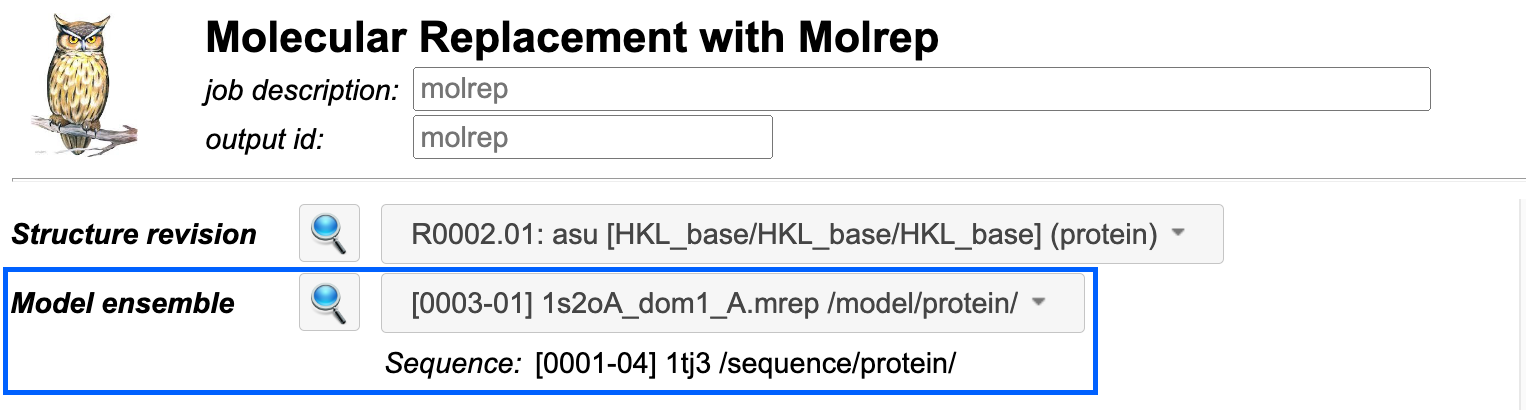 Molecular Replacement with Molrep
job description: molrep
output id: molrep
Structure revision R0002.01: asu [HKL_base/HKL_base/HKL_base] (protein)
Model ensemble [0003-01] 1s2oA_dom1_A.mrep /model/protein/
Sequence: [0001-04] 1tj3 /sequence/protein/